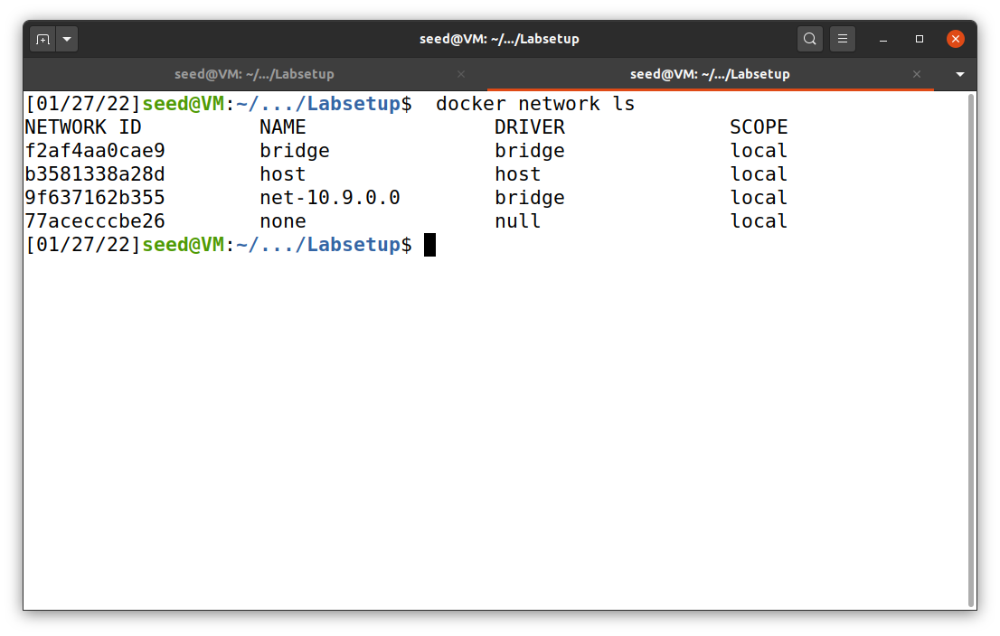 seed@VM: ~/.../Labsetup
seed@VM: ~/.../Labsetup
seed@VM: ~/.../Labsetup
[01/27/22]seed@VM:~/.../Labsetup$  docker network ls
NETWORK ID          NAME                DRIVER              SCOPE
f2af4aa0cae9        bridge              bridge              local
b3581338a28d        host                host                local
9f637162b355        net-10.9.0.0        bridge              local
77acecccbe26        none                null                local
[01/27/22]seed@VM:~/.../Labsetup$